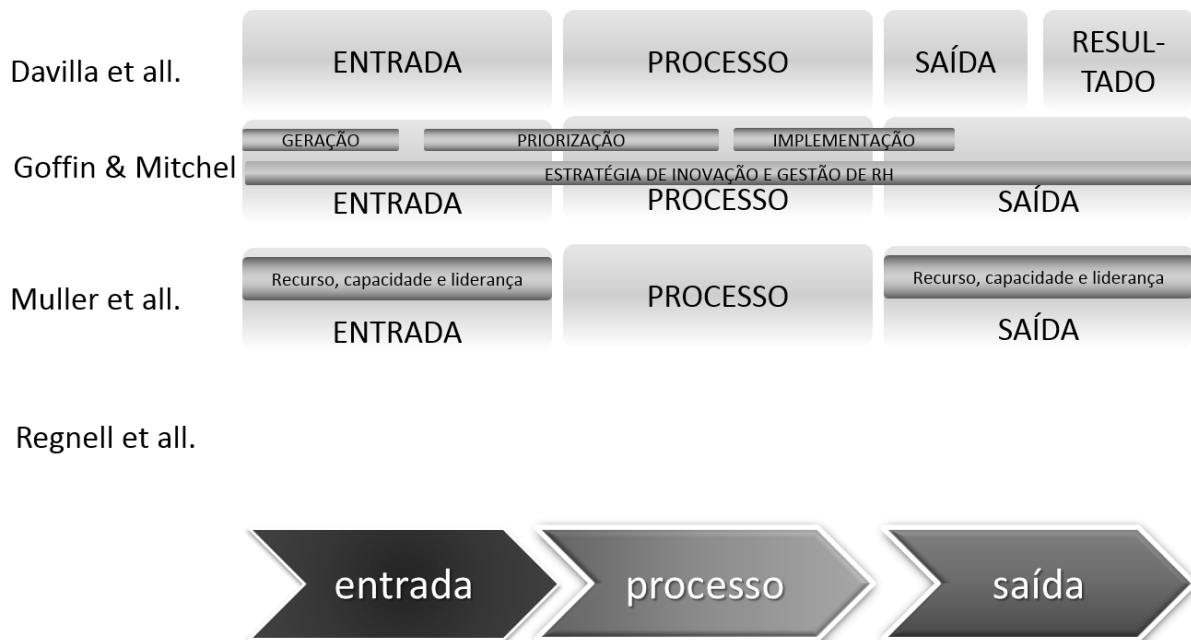 Davilla et all.
ENTRADA
PROCESSO
SAÍDA
RESUL-
TADO
Goffin & Mitchel
GERAÇÃO
PRIORIZAÇÃO
IMPLEMENTAÇÃO
ESTRATÉGIA DE INOVAÇÃO E GESTÃO DE RH
ENTRADA
PROCESSO
SAÍDA
Muller et all.
Recurso, capacidade e liderança
ENTRADA
PROCESSO
Recurso, capacidade e liderança
SAÍDA
Regnell et all.
entrada
processo
saída